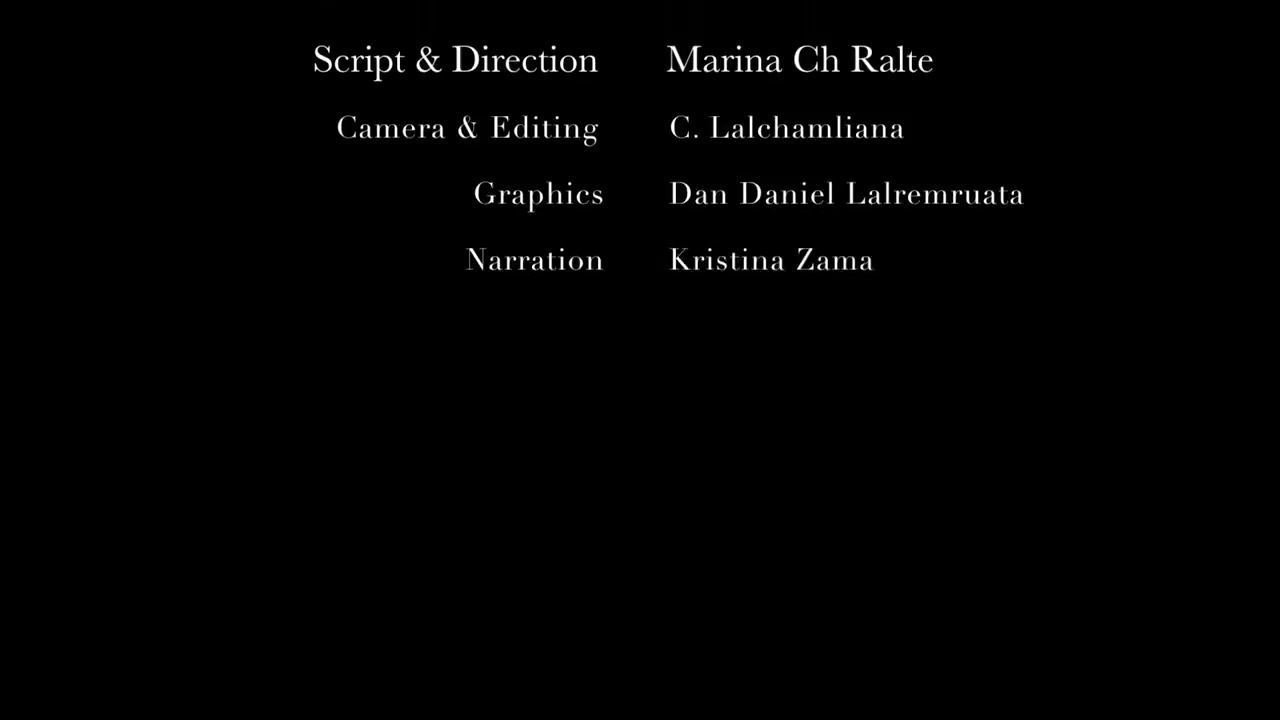 Script & Direction Marina Ch Ralte
Camera & Editing C. Lalchamliana
Graphics Dan Daniel Lalremruata
Narration Kristina Zama